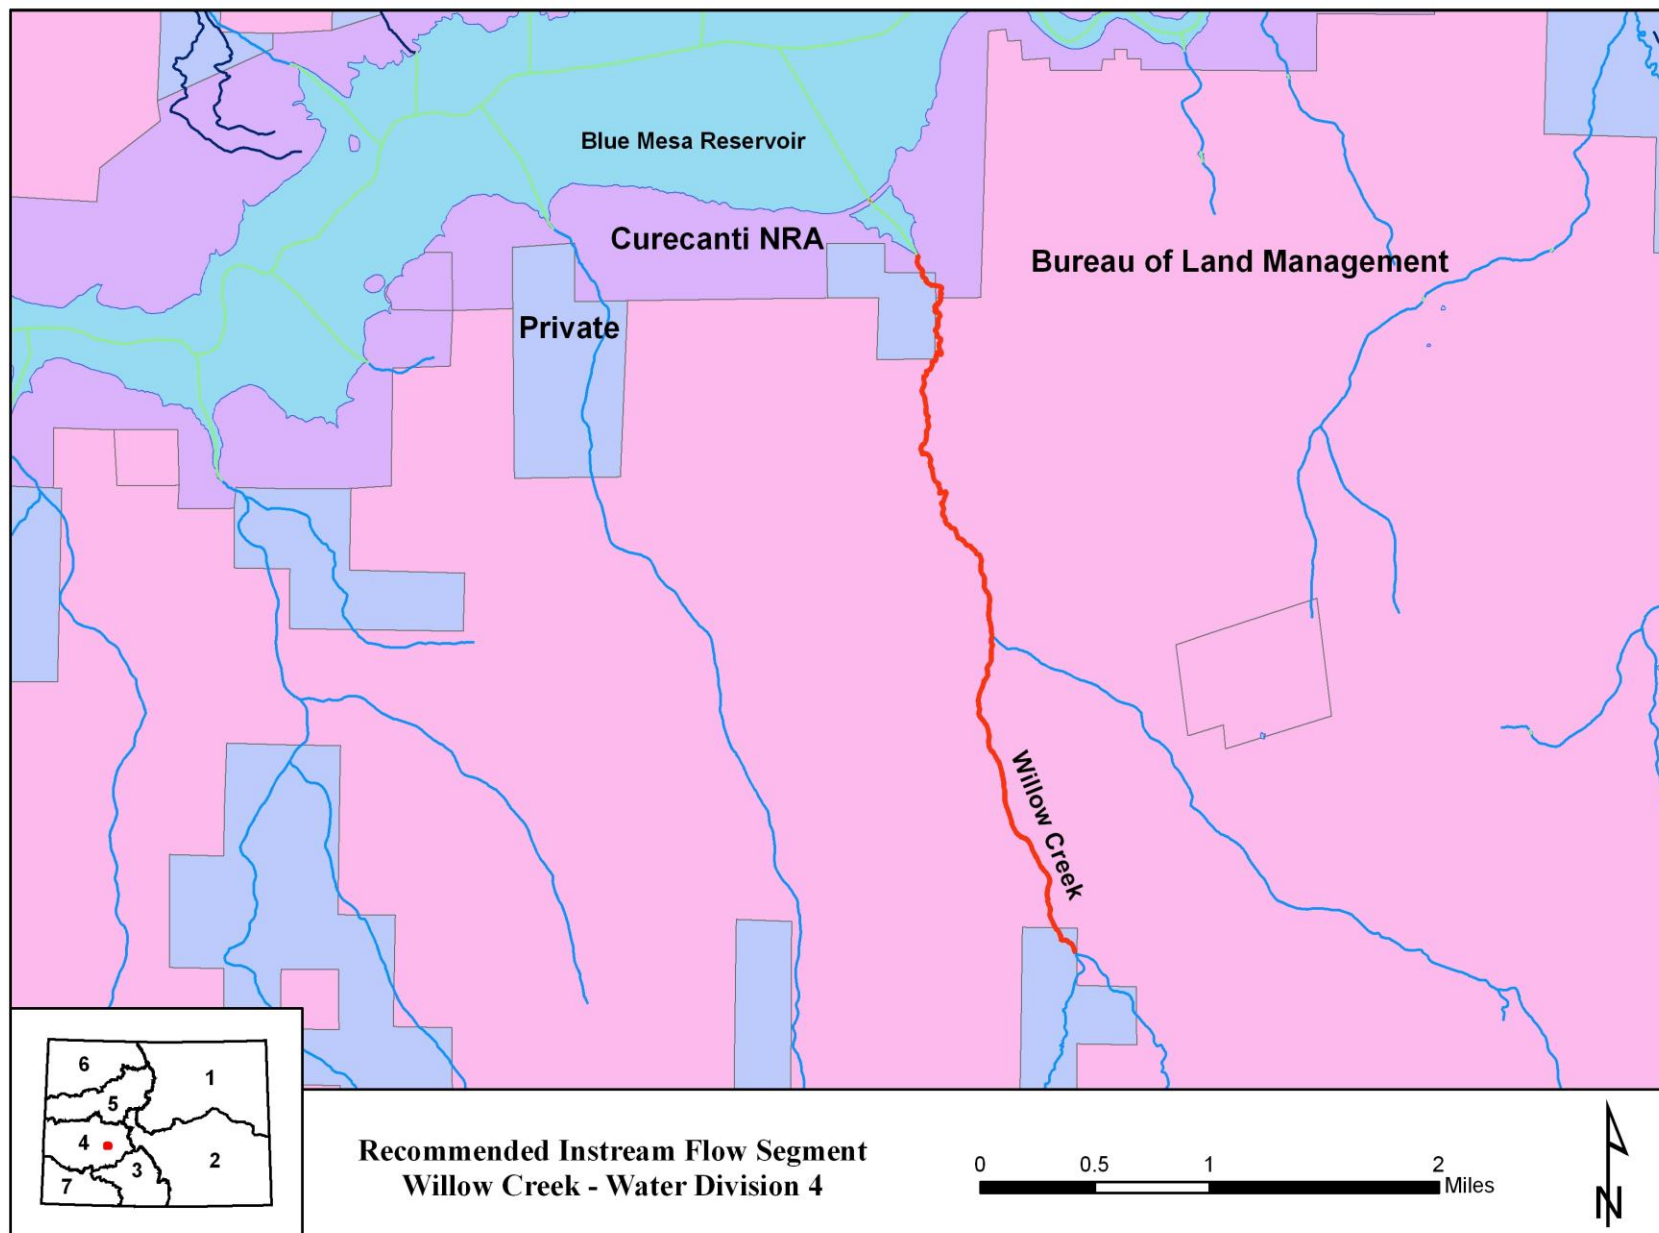 Blue Mesa Reservoir
Curecanti NRA
Bureau of Land Management
Private
Willow Creek
6
1
5
4
2
3
7
Recommended Instream Flow Segment
Willow Creek - Water Division 4
0 0.5 1 2
Miles
N